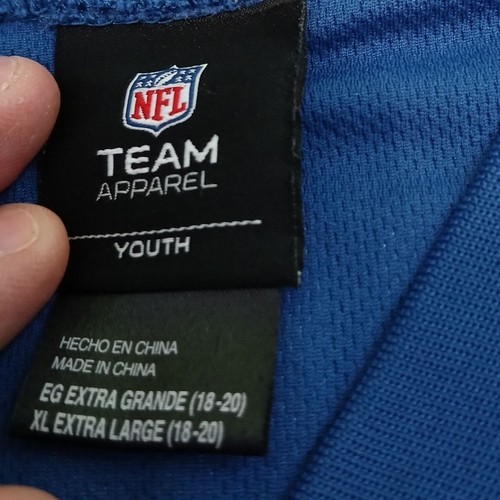 NFL
TEAM
APPAREL
YOUTH
HECHO EN CHINA
MADE IN CHINA
EG EXTRA GRANDE (18-20)
XL EXTRA LARGE (18-20)